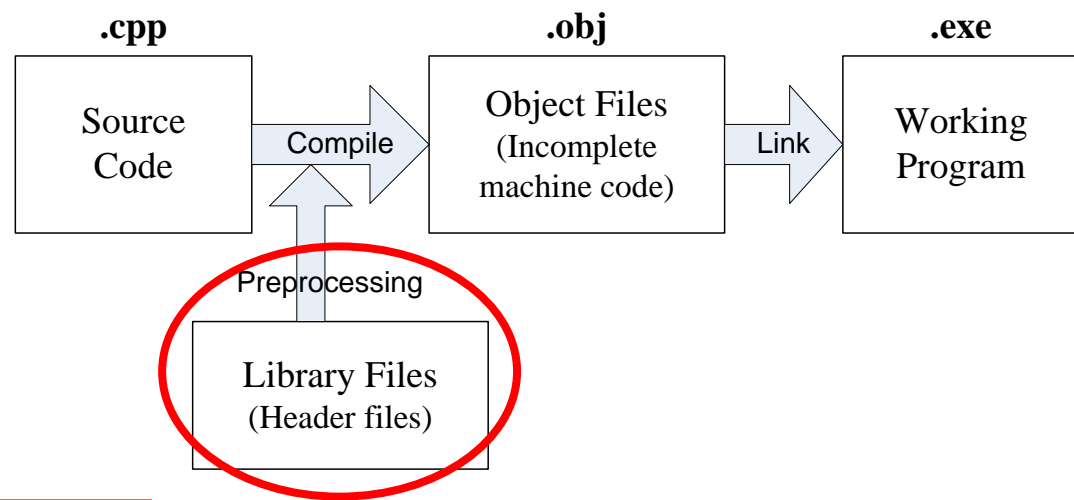 .cpp
.obj
.exe
Source
Code
Compile
Object Files
(Incomplete
machine code)
Link
Working
Program
Preprocessing
Library Files
(Header files)